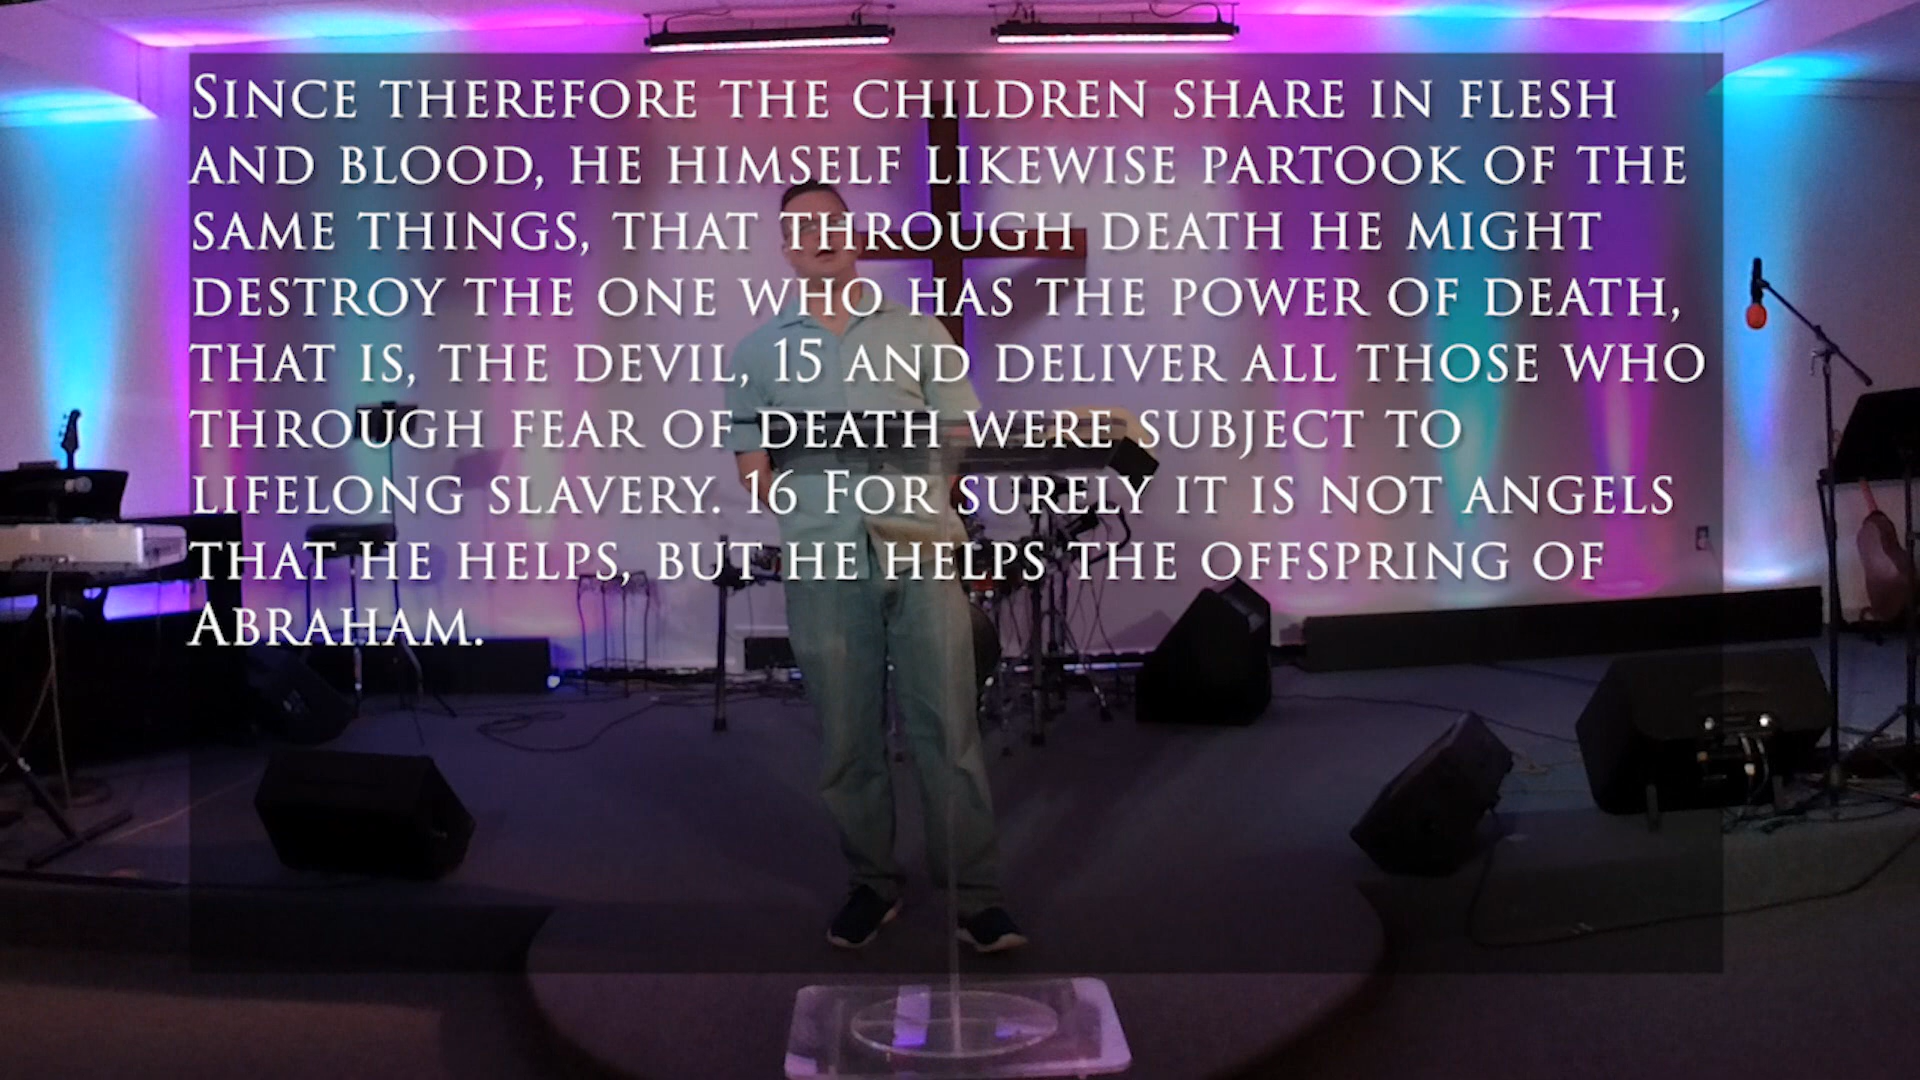 Since therefore the children share in flesh
and blood, he himself likewise partook of the
same things, that through death he might
destroy the one who has the power of death,
that is, the devil, 15 and deliver all those who
through fear of death were subject to
lifelong slavery. 16 For surely it is not angels
that he helps, but he helps the offspring of
Abraham.